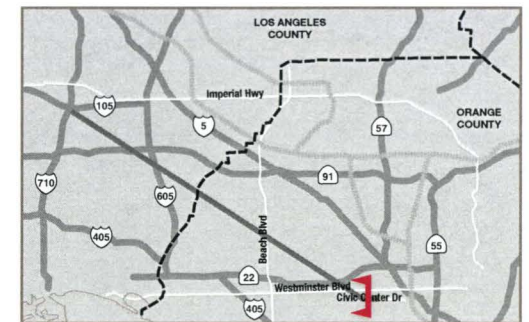 LOS ANGELES
COUNTY
Imperial Hwy
105
5
57
ORANGE
COUNTY
91
710
605
405
Beach Blvd
55
22
Westminster Blvd
Civic Center Dr
405